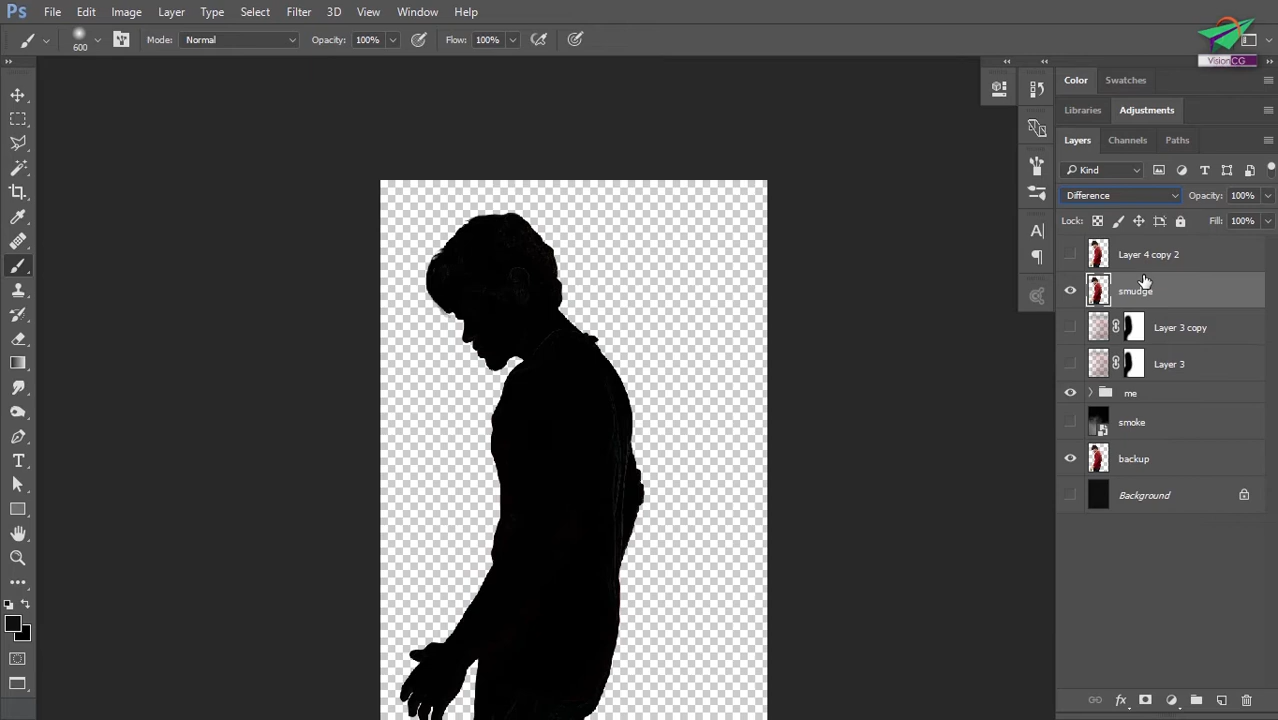 Ps File Edit Image Layer Type Select Filter 3D View Window Help
600 Mode: Normal Opacity: 100% Flow: 100%
VisionCG
Color Swatches
Libraries Adjustments
Layers Channels Paths
Kind
Difference Opacity: 100%
Lock: Fill: 100%
Layer 4 copy 2
smudge
Layer 3 copy
Layer 3
me
smoke
backup
Background